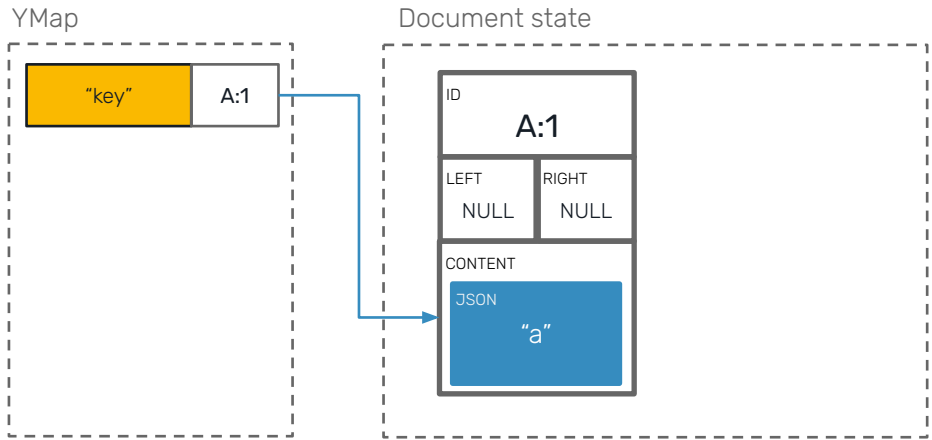 YMap
Document state
“key”
A:1
ID
A:1
LEFT
NULL
RIGHT
NULL
CONTENT
JSON
“a”